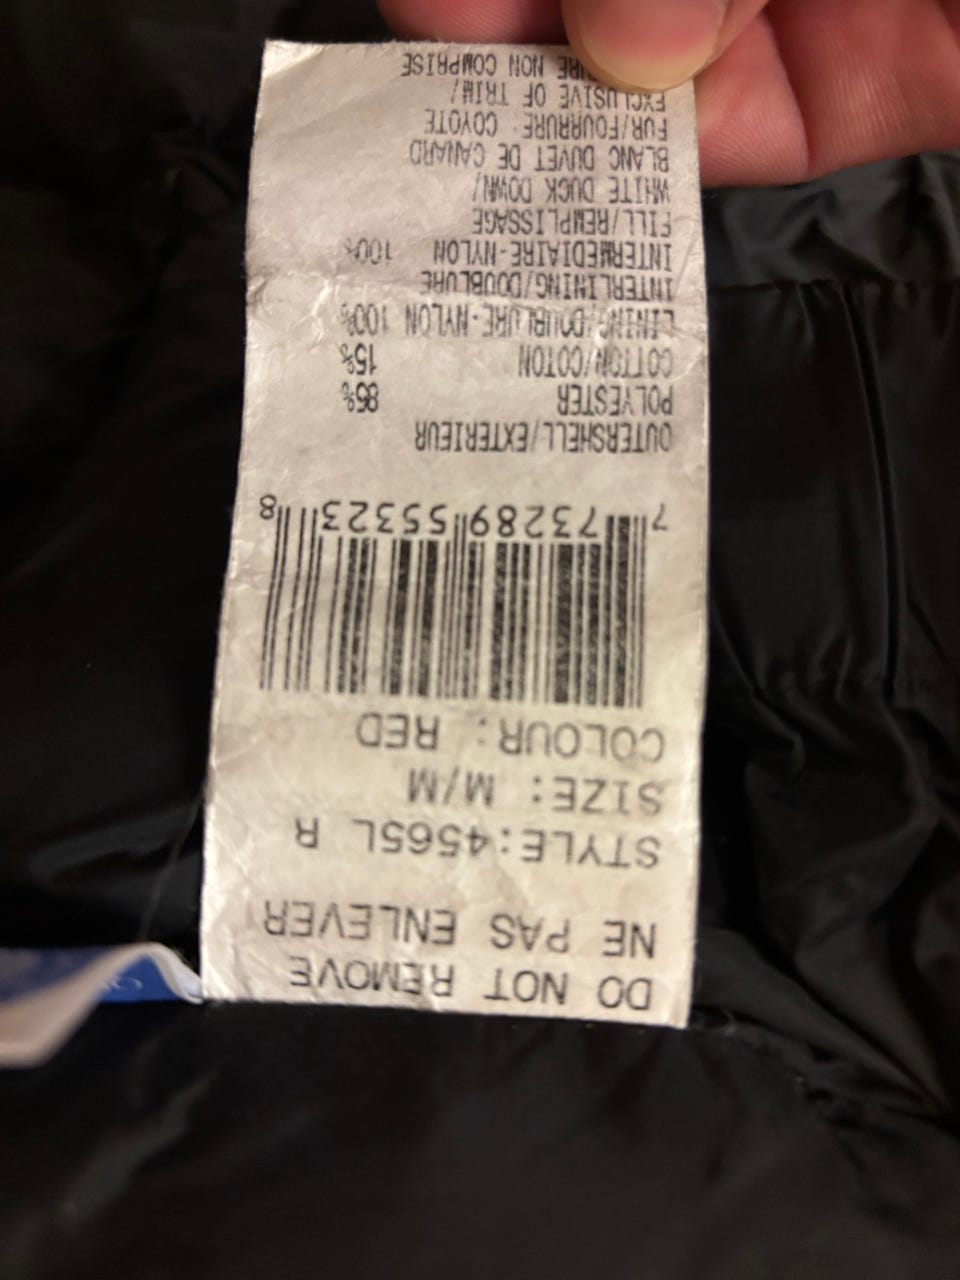 DO NOT REMOVE
NE PAS ENLEVER
STYLE:4565L R
SIZE: M/M
COLOUR: RED
7 73289 55323 8
OUTERSHELL/EXTERIEUR
POLYESTER 85%
COTTON/COTON 15%
LINING/DOUBLURE-NYLON 100%
INTERLINING/DOUBLURE
INTERMEDIAIRE-NYLON 100%
FILL/REMPLISSAGE
WHITE DUCK DOWN/
BLANC DUVET DE CANARD
FUR/FOURRURE: COYOTE
EXCLUSIVE OF TRIM/
NON COMPRISE